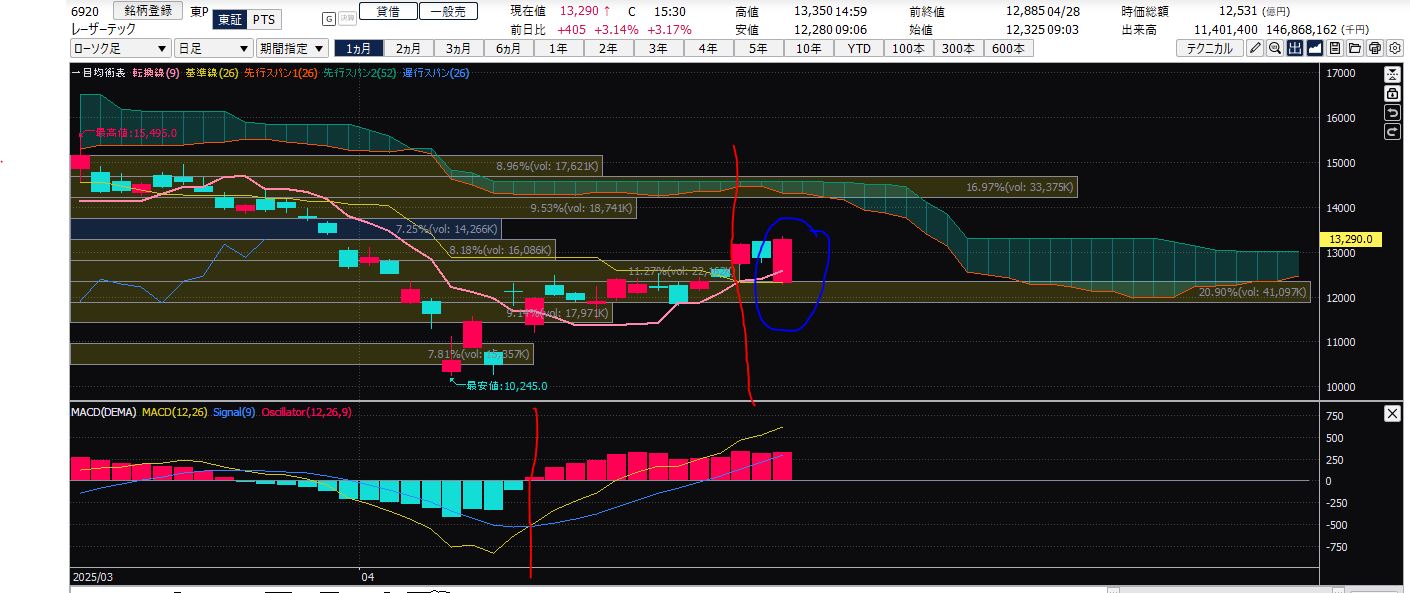 6920 銘柄登録 東P 東証 PTS G 決算 貸借 一般売 現在値 13,290 ↑ C 15:30 高値 13,350 14:59 前終値 12,885 04/28 時価総額 12,531 (億円)
レーザーテック 前日比 +405 +3.14% +3.17% 安値 12,280 09:06 始値 12,325 09:03 出来高 11,401,400 146,868,162 (千円)
ローソク足 ▼ 日足 ▼ 期間指定 ▼ 1カ月 2カ月 3カ月 6カ月 1年 2年 3年 4年 5年 10年 YTD 100本 300本 600本 テクニカル
一目均衡表 転換線(9) 基準線(26) 先行スパン1(26) 先行スパン2(52) 遅行スパン(26)
17000
16000
最高値:15,495.0
15000
8.96%(vol: 17,621K)
16.97%(vol: 33,375K)
9.53%(vol: 18,741K)
14000
7.25%(vol: 14,266K)
13,290.0
8.18%(vol: 16,086K)
13000
11.27%(vol: 22,
20.90%(vol: 41,097K)
12000
9.14%(vol: 17,971K)
11000
7.81%(vol:
最安値:10,245.0
10000
MACD(DEMA) MACD(12,26) Signal(9) Oscillator(12,26,9)
750
500
250
0
-250
-500
-750
2025/03 04